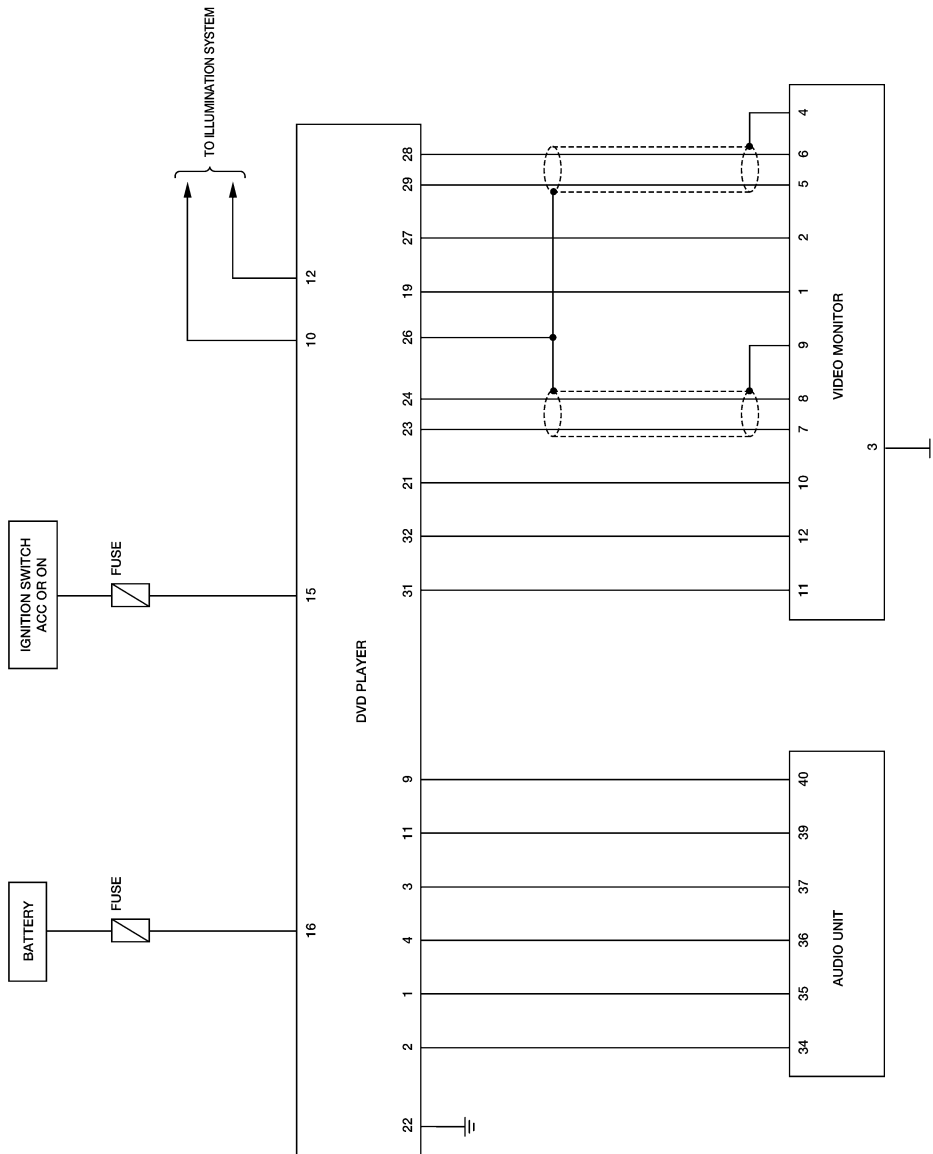 BATTERY
IGNITION SWITCH
ACC OR ON
FUSE
FUSE
TO ILLUMINATION SYSTEM
16 15 10 12
DVD PLAYER
22 2 1 4 3 11 9 31 32 21 23 24 26 19 27 29 28
34 35 36 37 39 40 11 12 10 7 8 9 1 2 5 6 4
AUDIO UNIT
VIDEO MONITOR
3